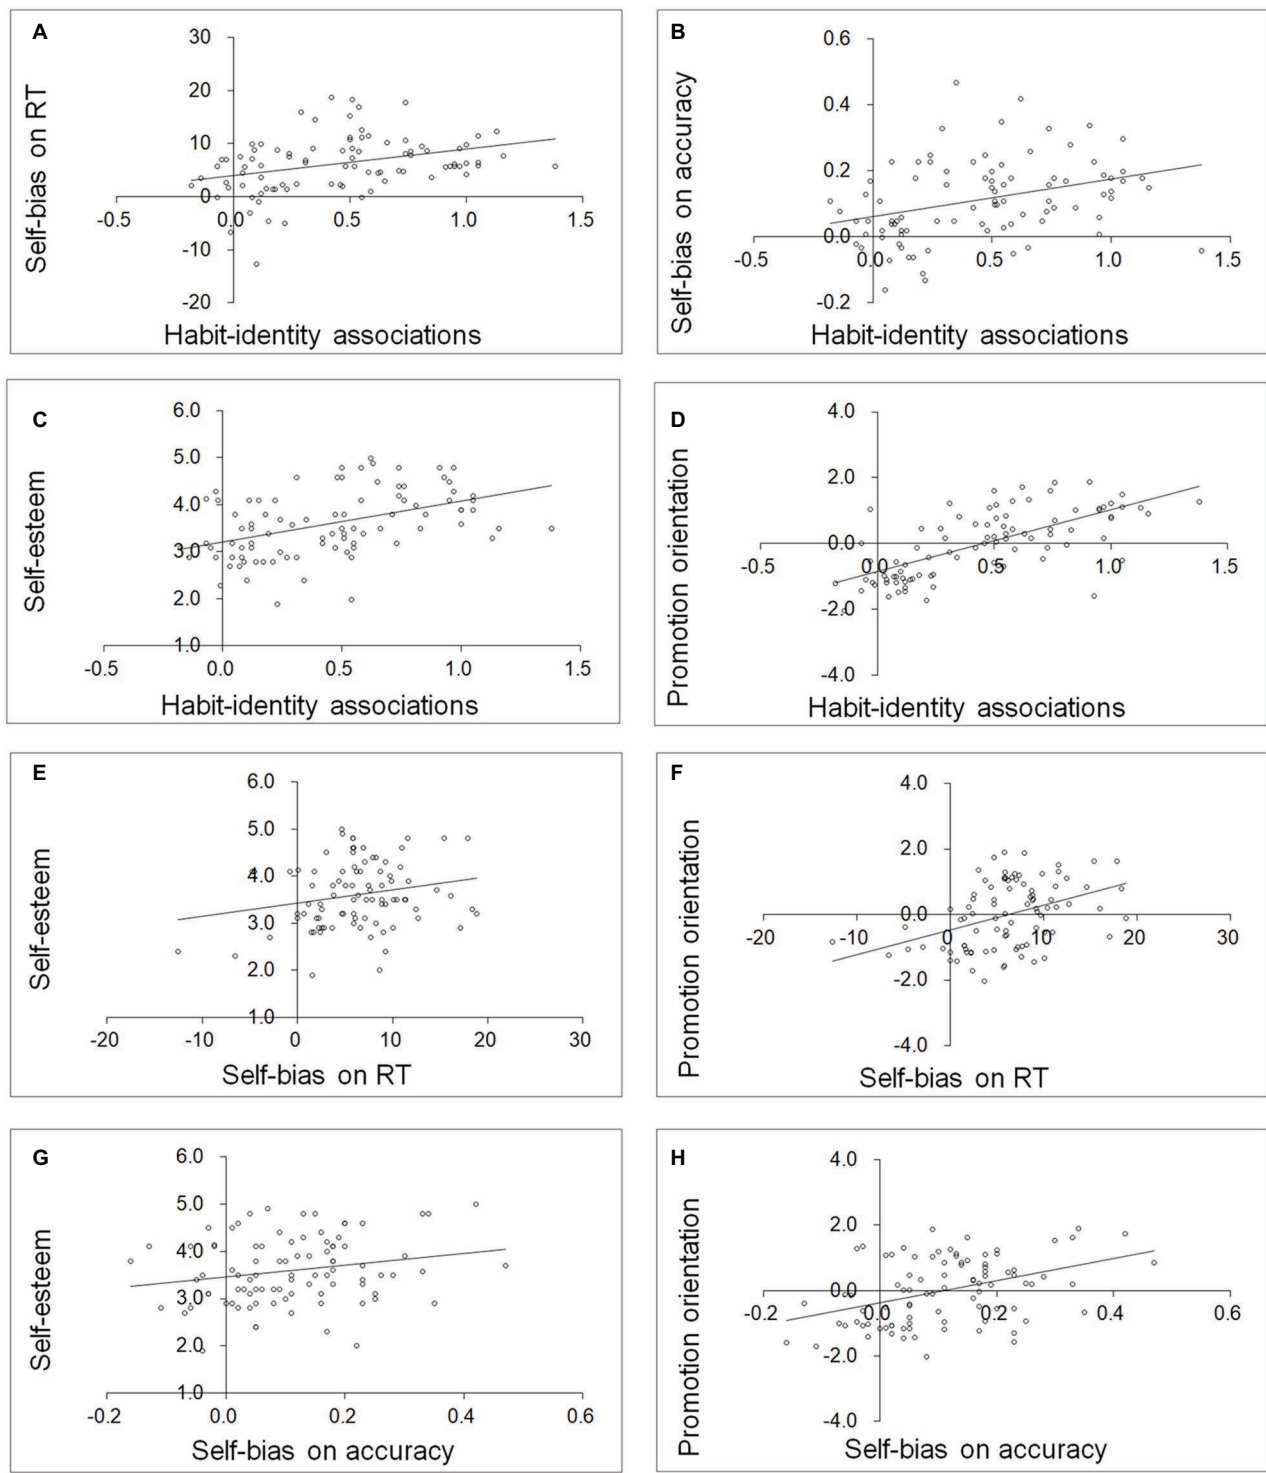 A
Self-bias on RT
30
20
10
0
-10
-20
-0.5 0.0 0.5 1.0 1.5
Habit-identity associations
B
Self-bias on accuracy
0.6
0.4
0.2
0.0
-0.2
-0.5 0.0 0.5 1.0 1.5
Habit-identity associations
C
Self-esteem
6.0
5.0
4.0
3.0
2.0
1.0
-0.5 0.0 0.5 1.0 1.5
Habit-identity associations
D
Promotion orientation
4.0
2.0
0.0
-2.0
-4.0
-0.5 0.0 0.5 1.0 1.5
Habit-identity associations
E
Self-esteem
6.0
5.0
4.0
3.0
2.0
1.0
-20 -10 0 10 20 30
Self-bias on RT
F
Promotion orientation
4.0
2.0
0.0
-2.0
-4.0
-20 -10 0 10 20 30
Self-bias on RT
G
Self-esteem
6.0
5.0
4.0
3.0
2.0
1.0
-0.2 0.0 0.2 0.4 0.6
Self-bias on accuracy
H
Promotion orientation
4.0
2.0
0.0
-2.0
-4.0
-0.2 0.0 0.2 0.4 0.6
Self-bias on accuracy